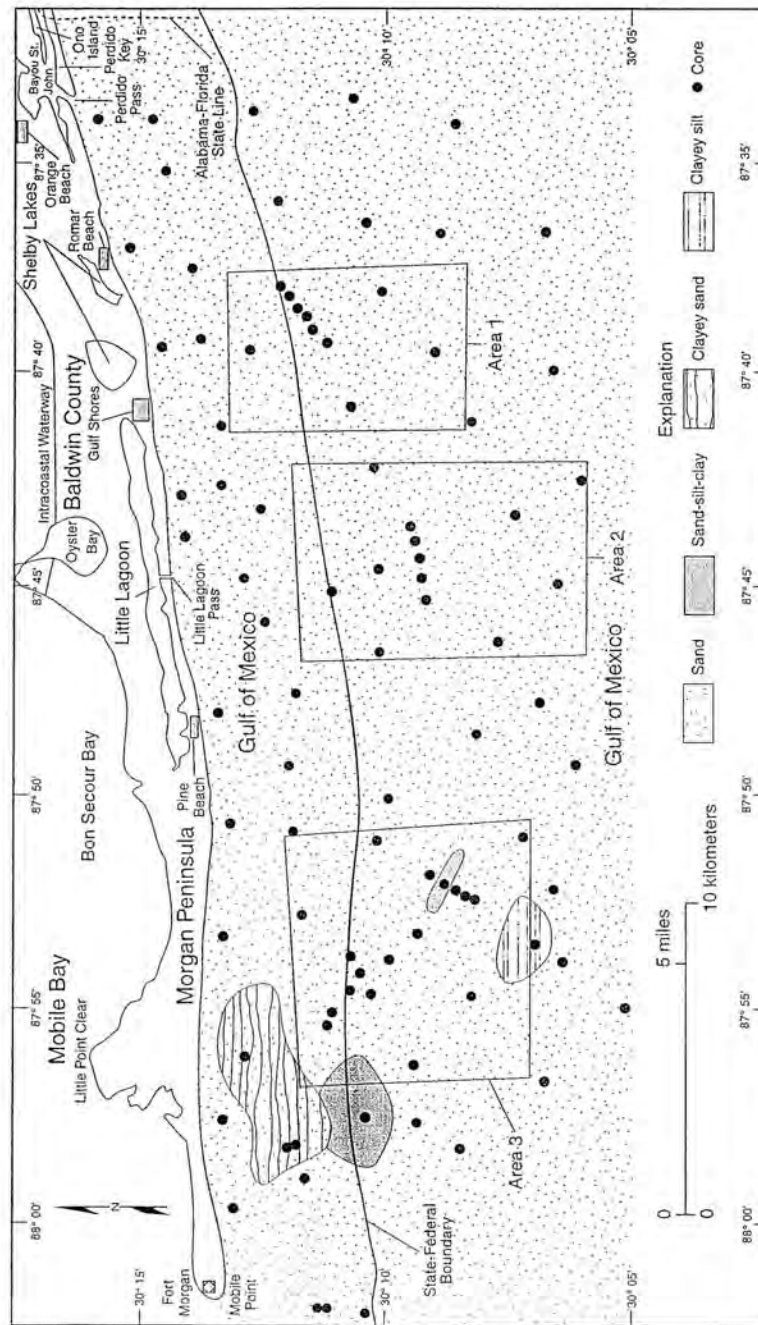 88° 00'
87° 55'
87° 50'
87° 45'
87° 40'
87° 35'
Mobile Bay
Little Point Clear
Bon Secour Bay
Oyster
Bay
Intracoastal Waterway
Baldwin County
Gulf Shores
Shelby Lakes
Orange
Beach
Romar
Beach
Bayou St.
John
Ono
Island
Perdido
Key
Perdido
Pass
30° 15'
30° 15'
Fort
Morgan
Mobile
Point
Morgan Peninsula
Pine
Beach
Little Lagoon
Little Lagoon
Pass
Alabama-Florida
State Line
N
Gulf of Mexico
30° 10'
30° 10'
State-Federal
Boundary
Area 3
Area 2
Area 1
Gulf of Mexico
30° 05'
30° 05'
0
5 miles
0
10 kilometers
Explanation
Sand
Sand-silt-clay
Clayey sand
Clayey silt
Core
88° 00'
87° 55'
87° 50'
87° 45'
87° 40'
87° 35'